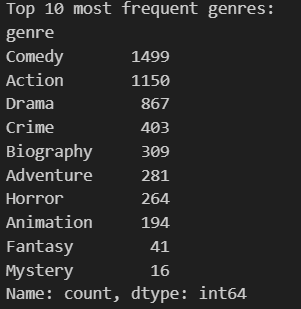 Top 10 most frequent genres:
genre
Comedy       1499
Action       1150
Drama         867
Crime         403
Biography     309
Adventure     281
Horror        264
Animation     194
Fantasy        41
Mystery        16
Name: count, dtype: int64